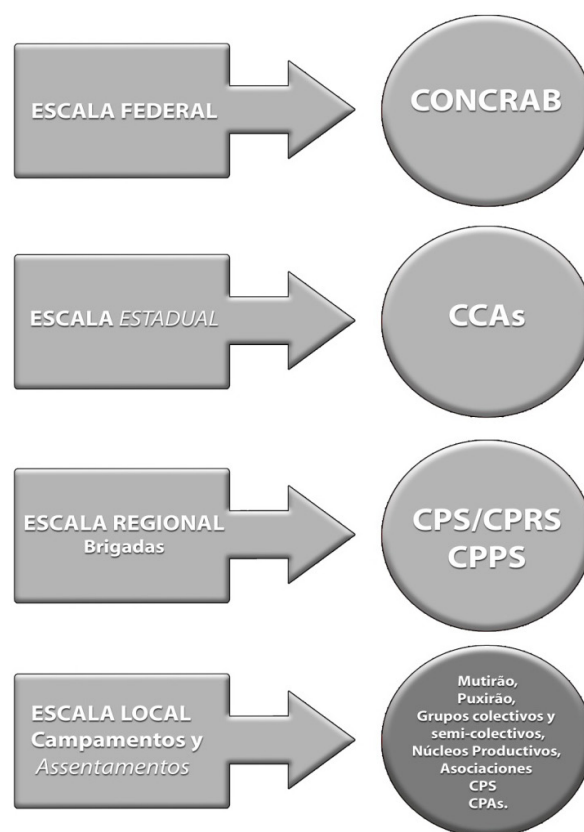 ESCALA FEDERAL
CONCRAB
ESCALA ESTADUAL
CCAs
ESCALA REGIONAL
Brigadas
CPS/CPRS
CPPS
ESCALA LOCAL
Campamentos y
Assentamentos
Mutirão,
Puxirão,
Grupos colectivos y
semi-colectivos,
Núcleos Productivos,
Asociaciones
CPS
CPAs.